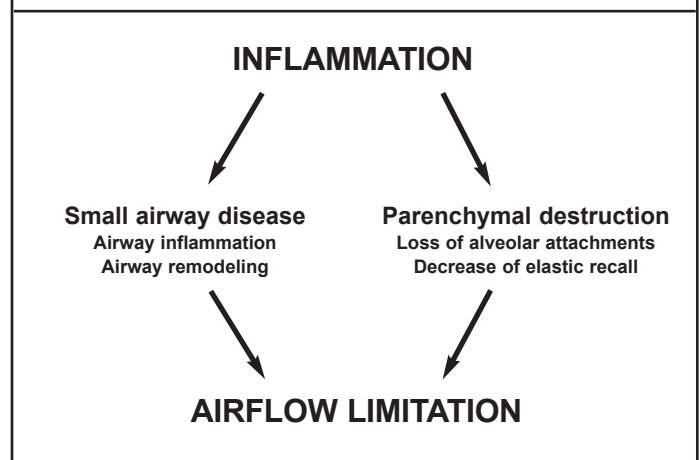 INFLAMMATION
Small airway disease
Airway inflammation
Airway remodeling
Parenchymal destruction
Loss of alveolar attachments
Decrease of elastic recall
AIRFLOW LIMITATION